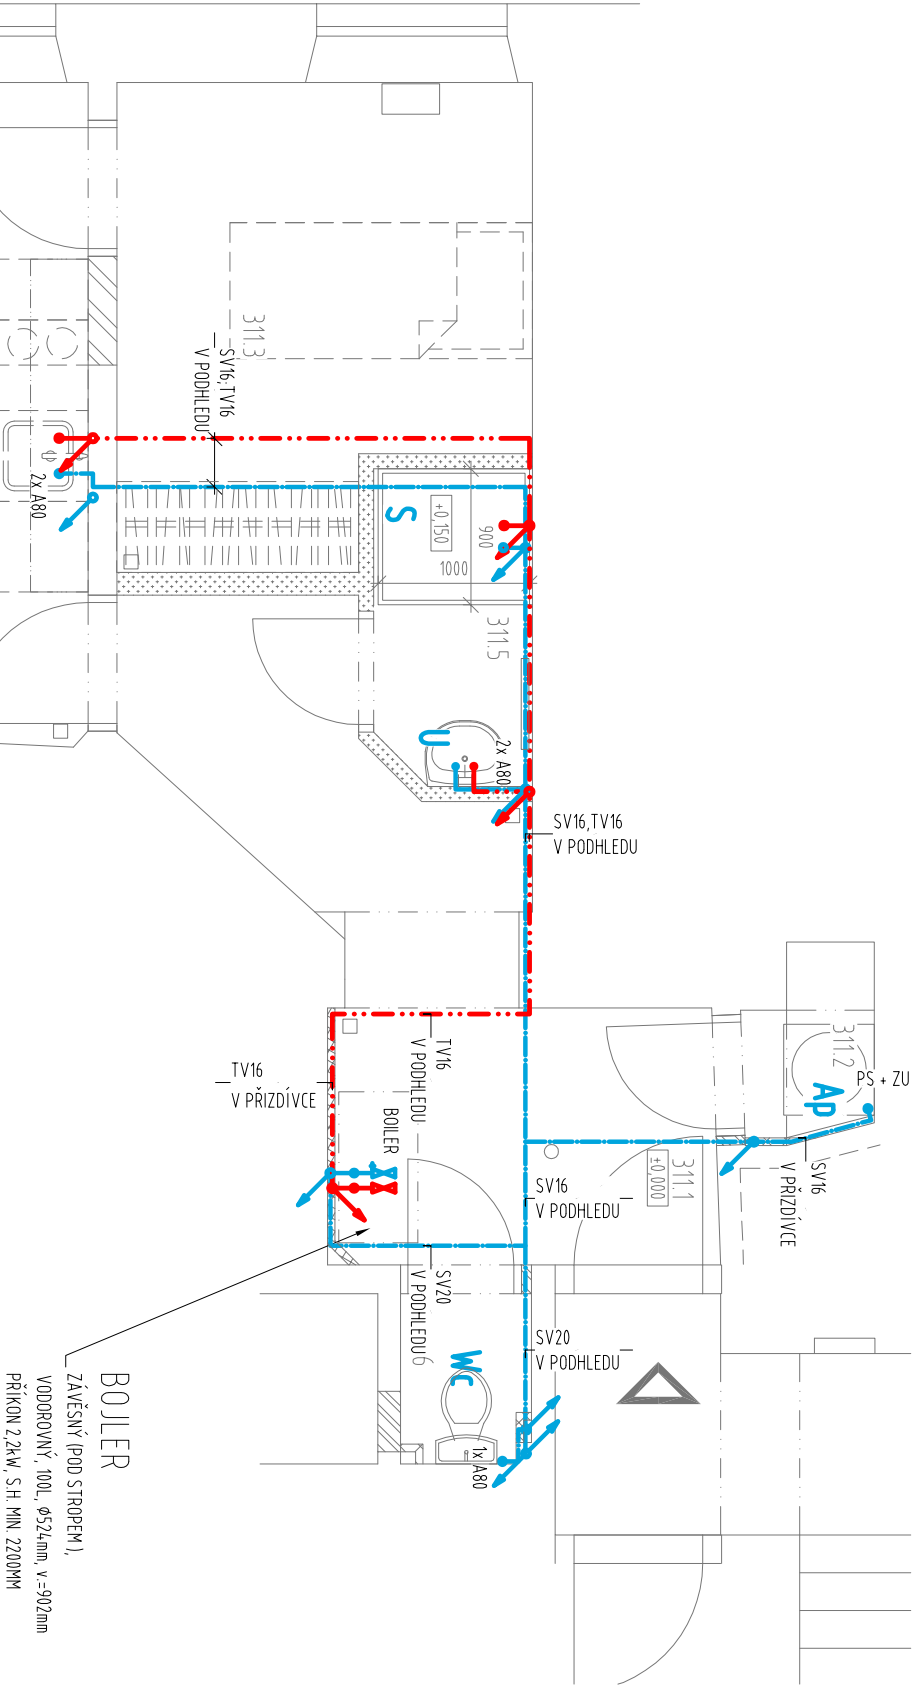 311.3
SV16;TV16
V PODHLEDU
2x A80
S
+0,150
900
1000
311.5
U
2x A80
SV16,TV16
V PODHLEDU
311.2
PS + ZU
Ap
TV16
V PODHLEDU
TV16
V PŘIZDÍVCE
BOILER
311.1
±0,000
SV16
V PŘIZDÍVCE
SV16
V PODHLEDU
SV20
V PODHLEDU
6
SV20
V PODHLEDU
Wc
1x A80
BOJLER
ZÁVĚSNÝ (POD STROPEM),
VODOROVNÝ, 100L, Ø524mm, v.=902mm
PŘÍKON 2,2kW, S.H. MIN. 2200MM